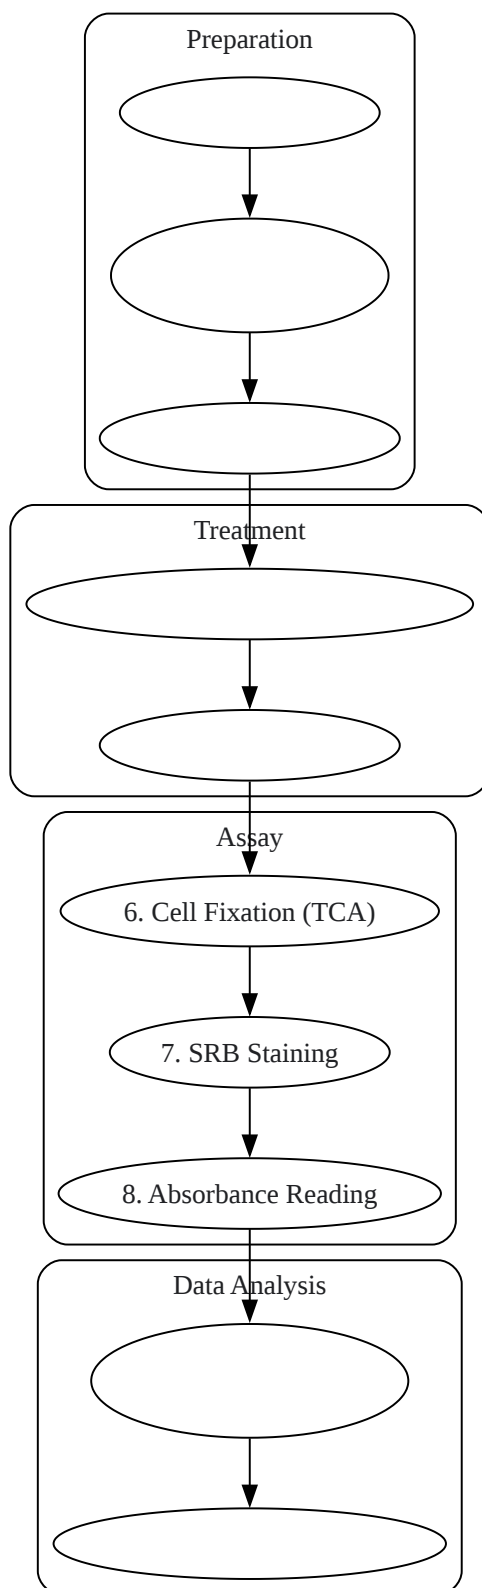 Preparation
Treatment
Assay
6. Cell Fixation (TCA)
7. SRB Staining
8. Absorbance Reading
Data Analysis